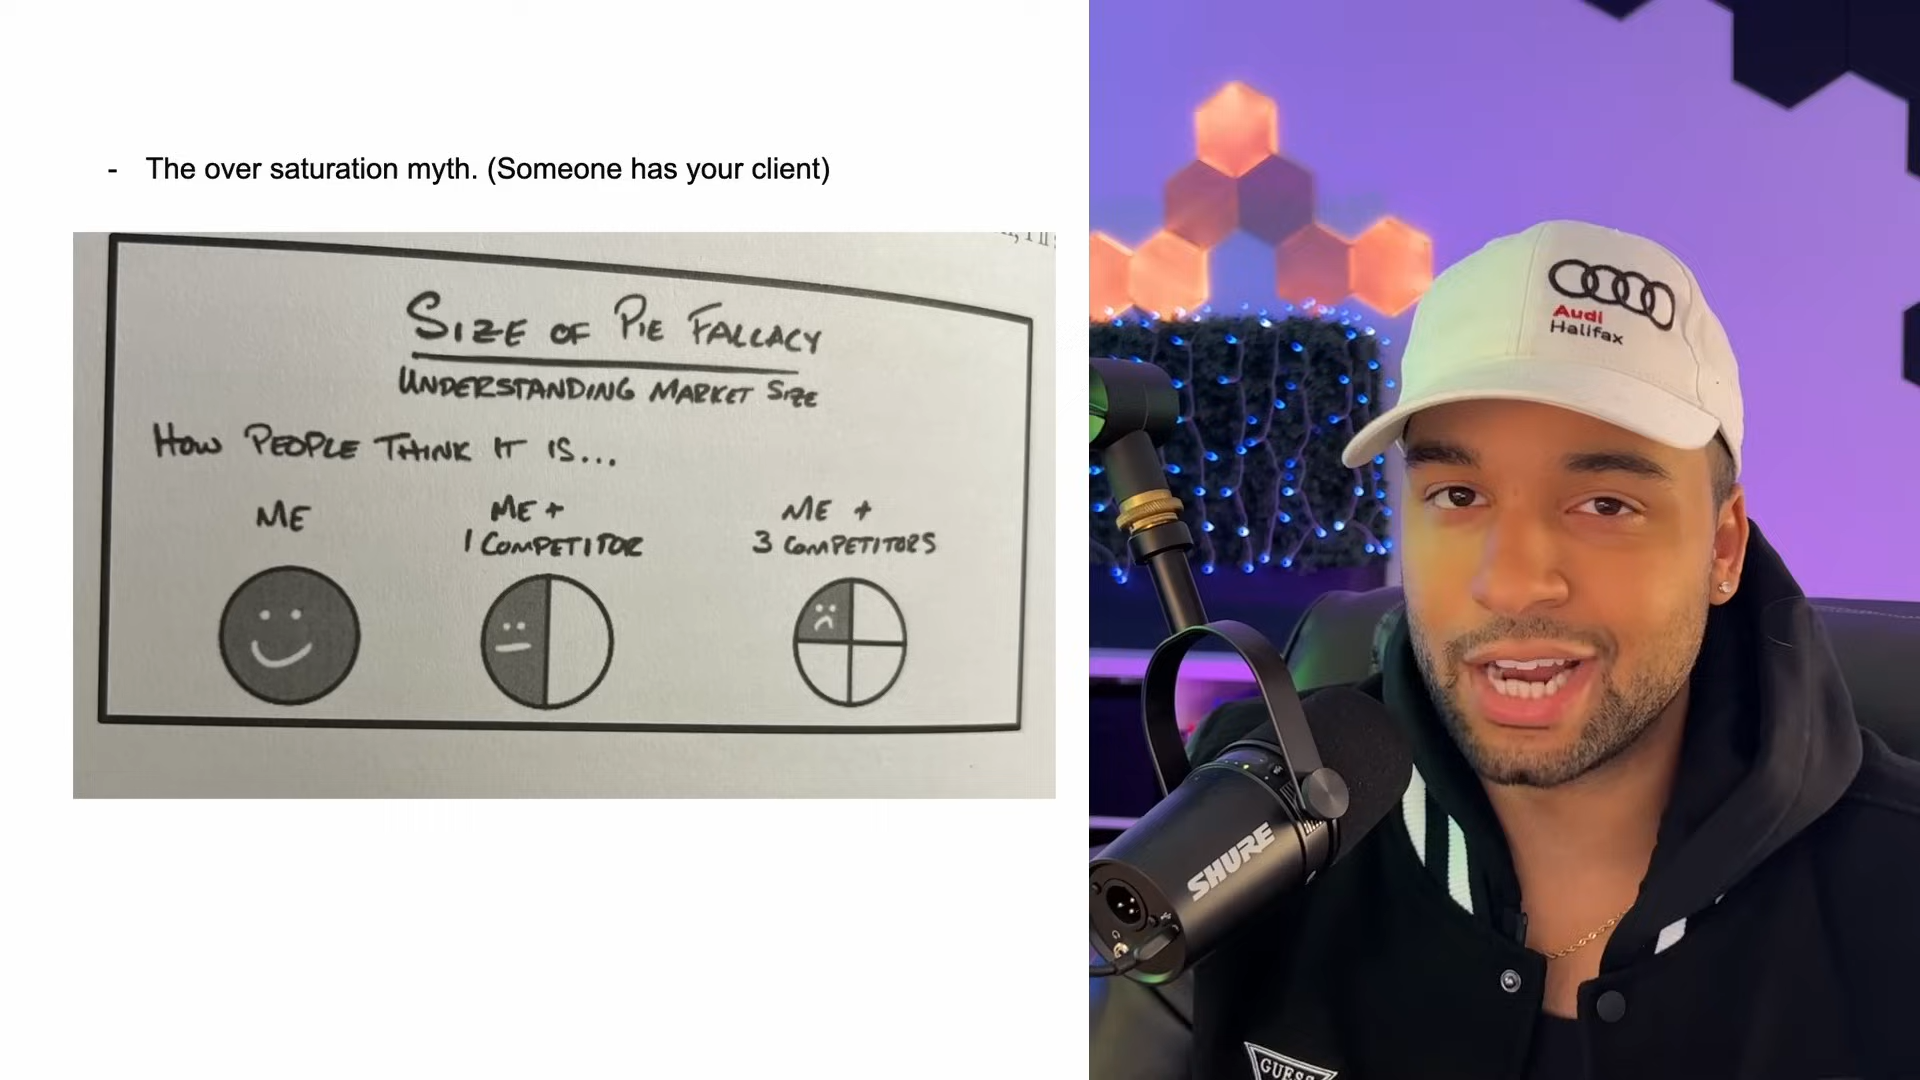 - The over saturation myth. (Someone has your client)
SIZE OF PIE FALLACY
UNDERSTANDING MARKET SIZE
HOW PEOPLE THINK IT IS...
ME
ME +
1 COMPETITOR
ME +
3 COMPETITORS
Audi
Halifax
SHURE
GUESS